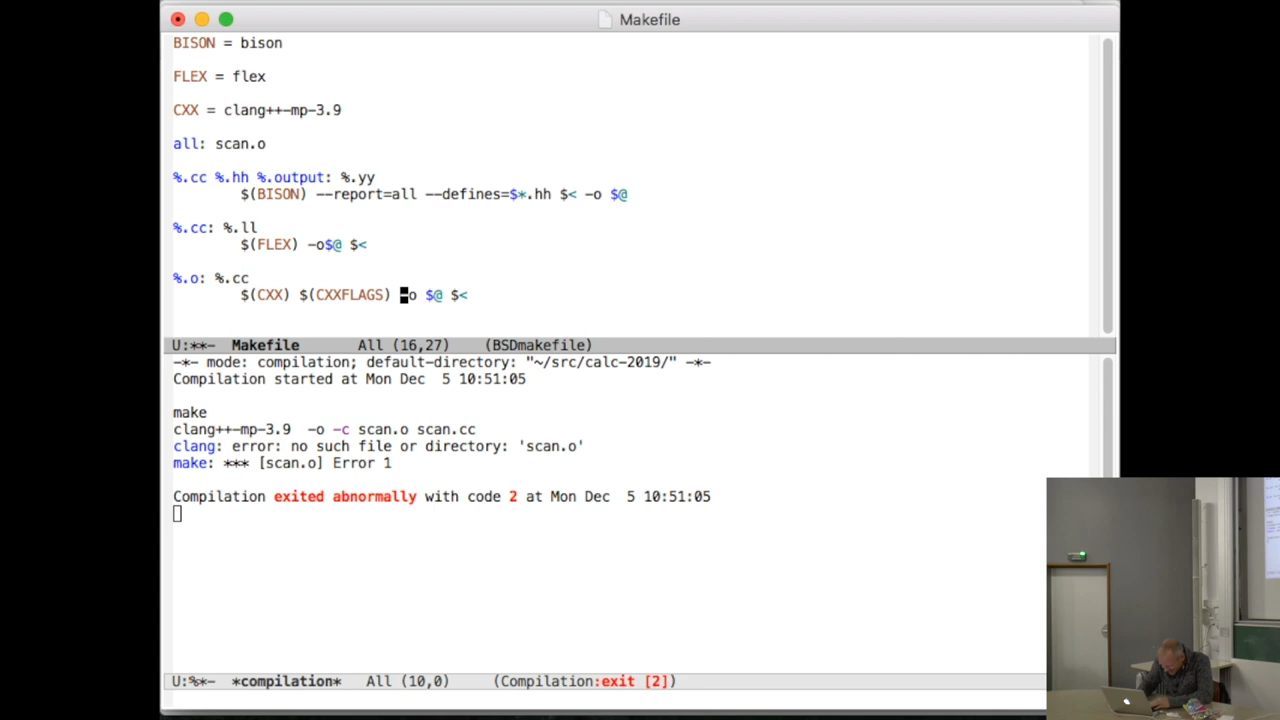 Makefile
BISON = bison
FLEX = flex
CXX = clang++-mp-3.9
all: scan.o
%.cc %.hh %.output: %.yy
$(BISON) --report=all --defines=$*.hh $< -o $@
%.cc: %.ll
$(FLEX) -o$@ $<
%.o: %.cc
$(CXX) $(CXXFLAGS) -o $@ $<
U:**-  Makefile       All (16,27)    (BSDmakefile)
-*- mode: compilation; default-directory: "~/src/calc-2019/" -*-
Compilation started at Mon Dec  5 10:51:05
make
clang++-mp-3.9  -o -c scan.o scan.cc
clang: error: no such file or directory: 'scan.o'
make: *** [scan.o] Error 1
Compilation exited abnormally with code 2 at Mon Dec  5 10:51:05
U:%*-  *compilation*   All (10,0)     (Compilation:exit [2])